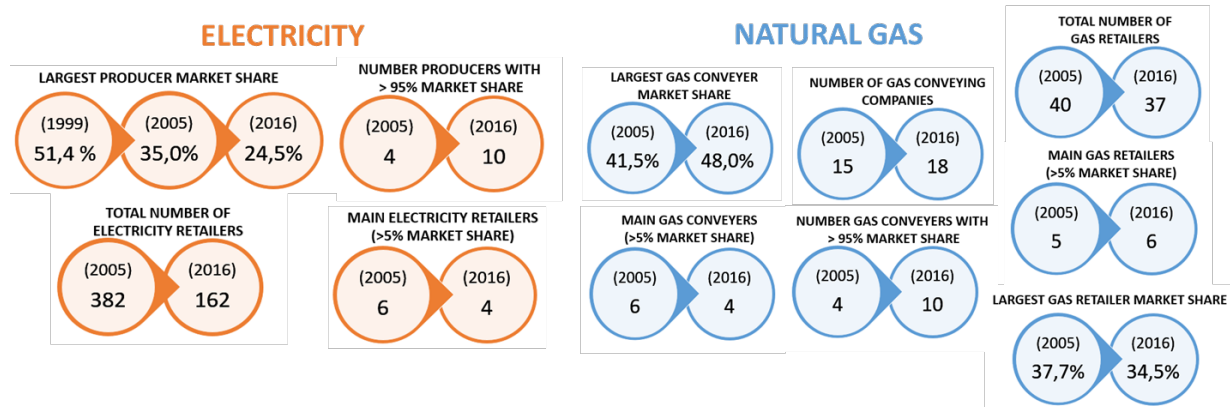 ELECTRICITY
LARGEST PRODUCER MARKET SHARE
(1999)
51,4 %
(2005)
35,0%
(2016)
24,5%
NUMBER PRODUCERS WITH
> 95% MARKET SHARE
(2005)
4
(2016)
10
TOTAL NUMBER OF
ELECTRICITY RETAILERS
(2005)
382
(2016)
162
MAIN ELECTRICITY RETAILERS
(>5% MARKET SHARE)
(2005)
6
(2016)
4
NATURAL GAS
LARGEST GAS CONVEYER
MARKET SHARE
(2005)
41,5%
(2016)
48,0%
NUMBER OF GAS CONVEYING
COMPANIES
(2005)
15
(2016)
18
MAIN GAS CONVEYERS
(>5% MARKET SHARE)
(2005)
6
(2016)
4
NUMBER GAS CONVEYERS WITH
> 95% MARKET SHARE
(2005)
4
(2016)
10
TOTAL NUMBER OF
GAS RETAILERS
(2005)
40
(2016)
37
MAIN GAS RETAILERS
(>5% MARKET SHARE)
(2005)
5
(2016)
6
LARGEST GAS RETAILER MARKET SHARE
(2005)
37,7%
(2016)
34,5%